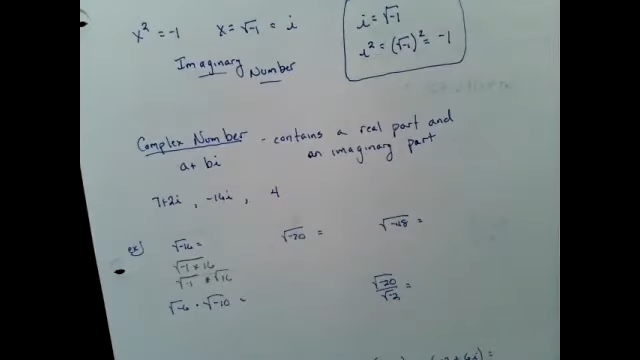 x² = -1 x = √-1 = i
i = √-1
i² = (√-1)² = -1
Imaginary Number
Complex Number - contains a real part and
a + bi an imaginary part
7+2i , -14i , 4
ex) √-16 = √-20 = √-48 =
√-1 × 16
√-1 * √16
√-6 · √-10 = √-20/√-2 =